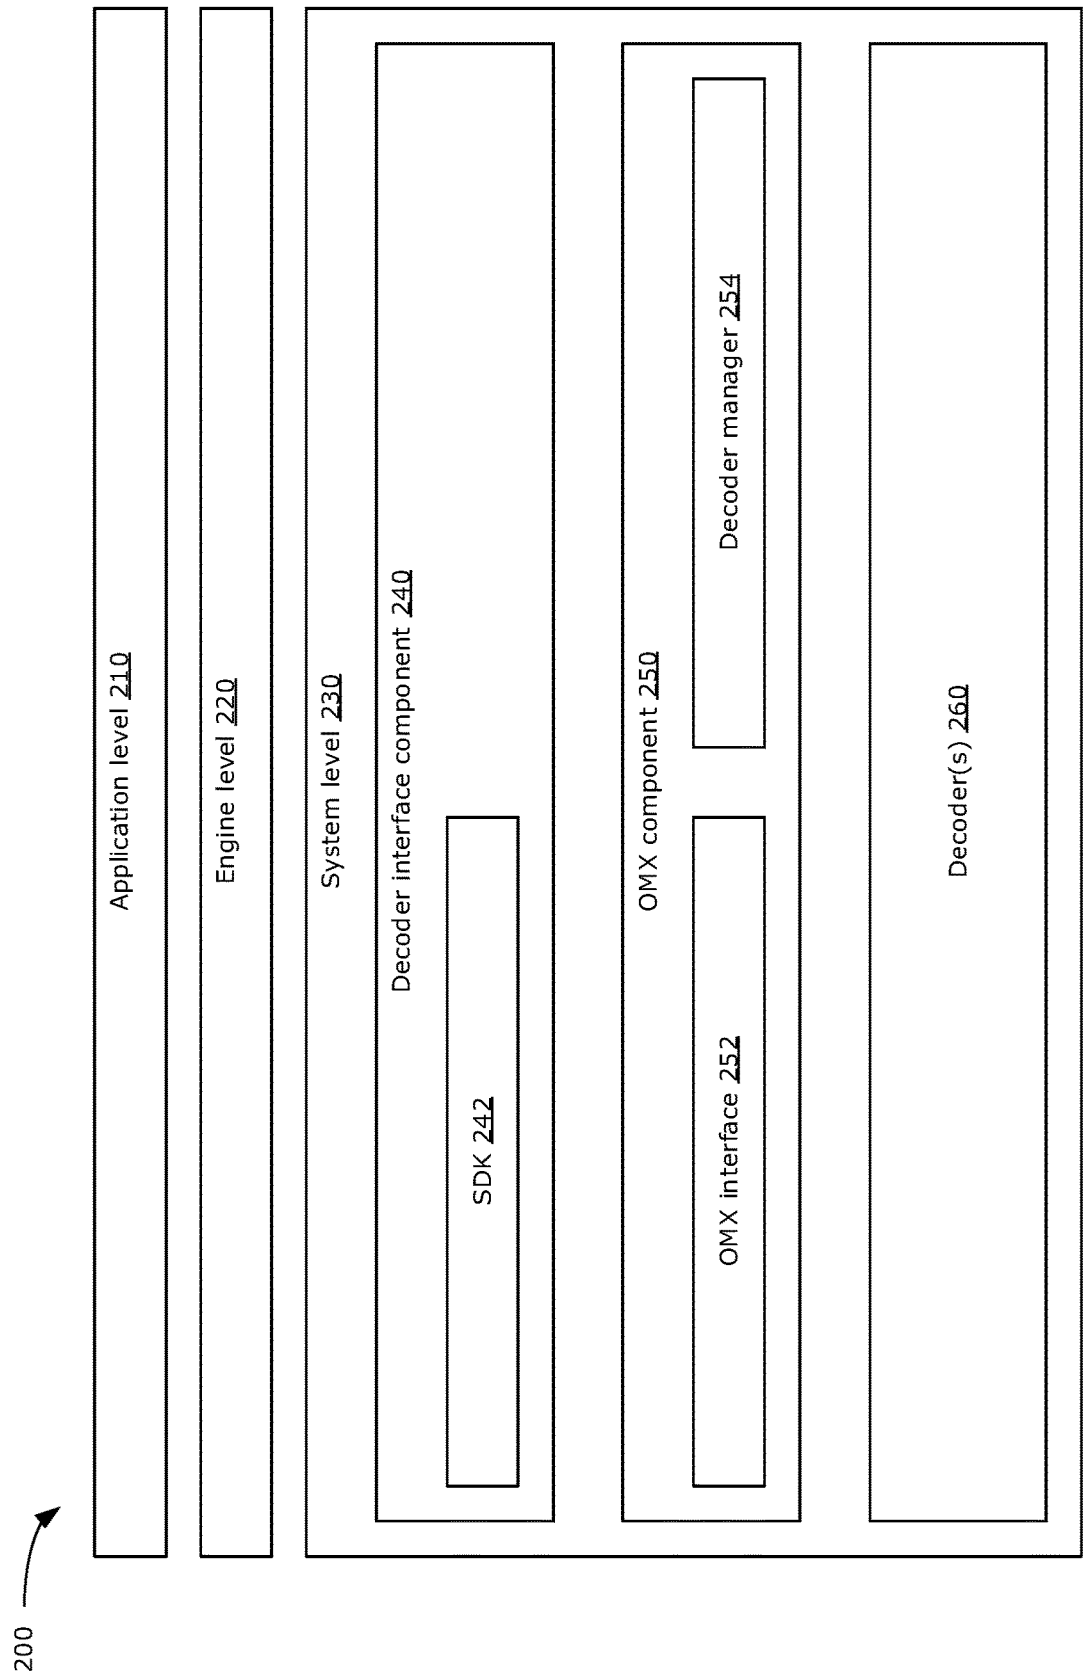 200
Application level 210
Engine level 220
System level 230
Decoder interface component 240
SDK 242
OMX component 250
OMX interface 252
Decoder manager 254
Decoder(s) 260